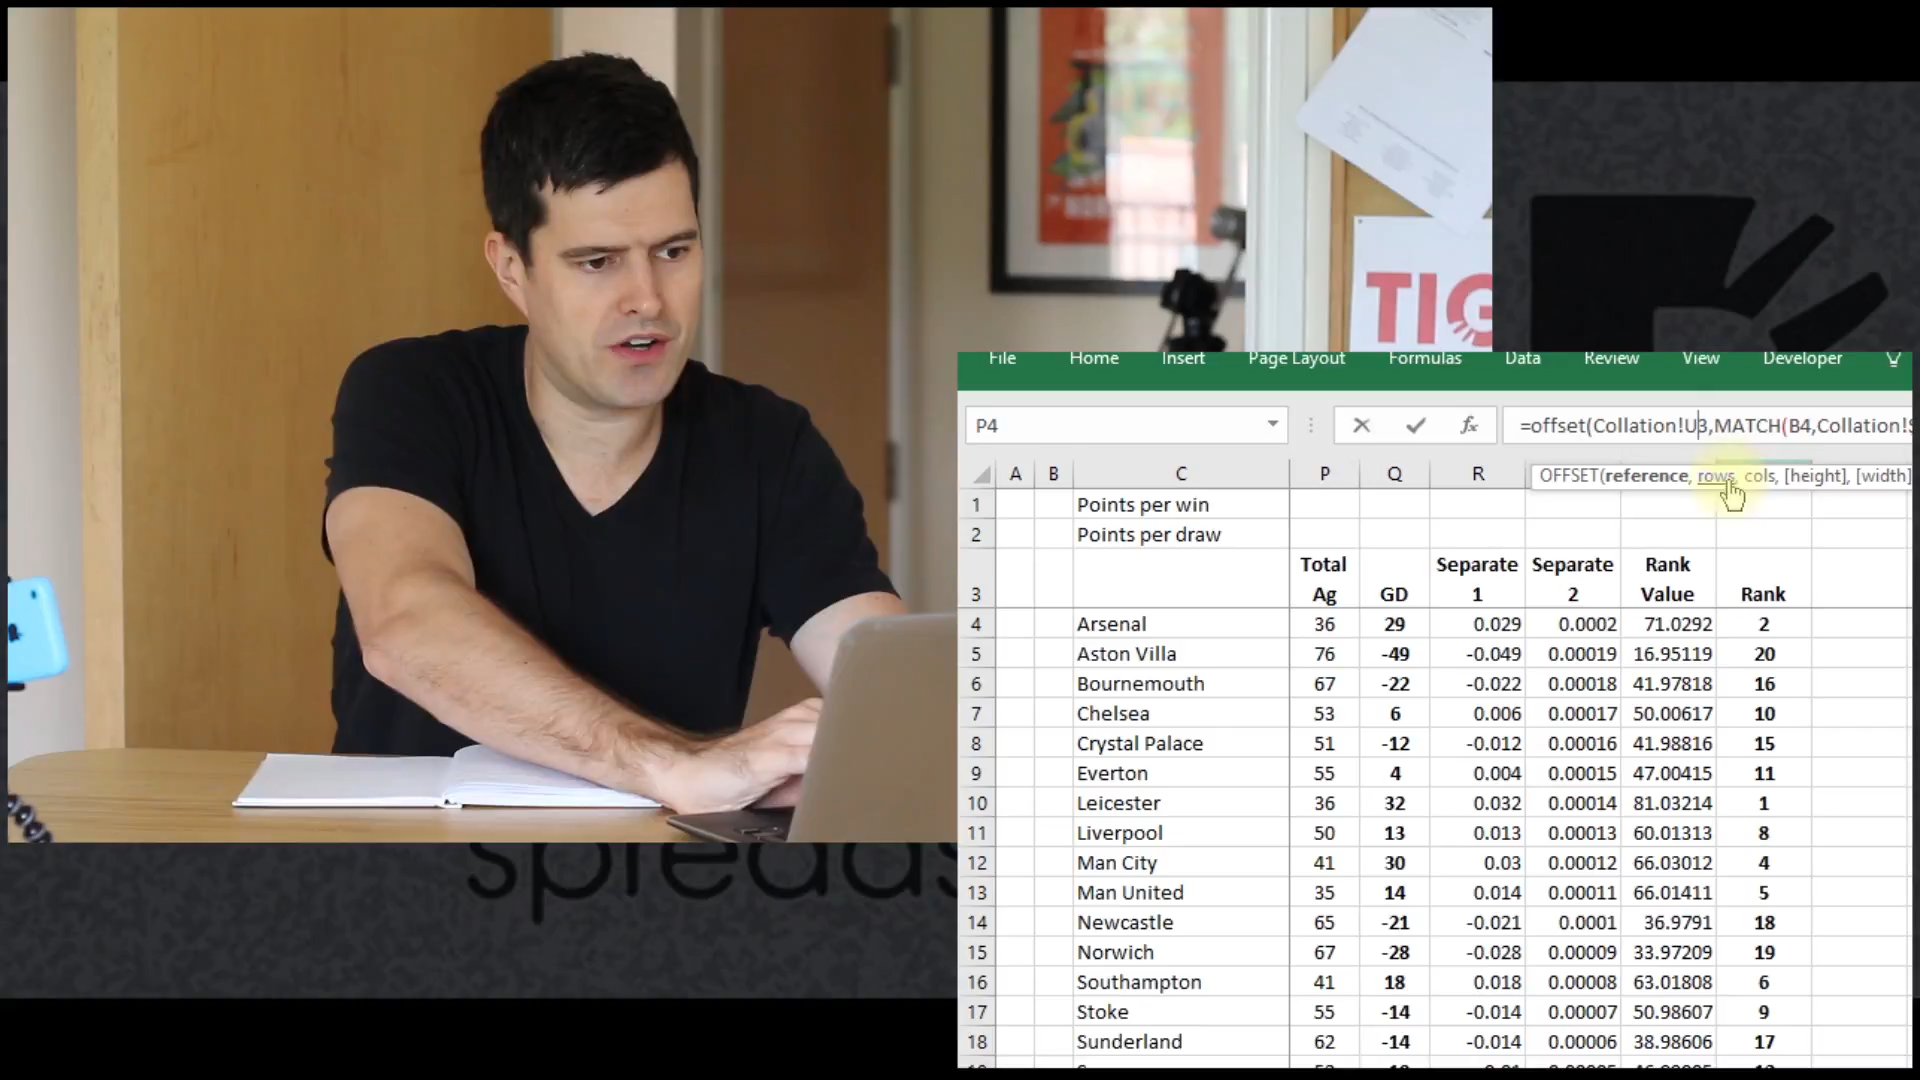 TIG
File Home Insert Page Layout Formulas Data Review View Developer
P4 fx =offset(Collation!U3,MATCH(B4,Collation!
OFFSET(reference, rows, cols, [height], [width]
A B C P Q R
1 Points per win
2 Points per draw
Total Separate Separate Rank
3 Ag GD 1 2 Value Rank
4 Arsenal 36 29 0.029 0.0002 71.0292 2
5 Aston Villa 76 -49 -0.049 0.00019 16.95119 20
6 Bournemouth 67 -22 -0.022 0.00018 41.97818 16
7 Chelsea 53 6 0.006 0.00017 50.00617 10
8 Crystal Palace 51 -12 -0.012 0.00016 41.98816 15
9 Everton 55 4 0.004 0.00015 47.00415 11
10 Leicester 36 32 0.032 0.00014 81.03214 1
11 Liverpool 50 13 0.013 0.00013 60.01313 8
12 Man City 41 30 0.03 0.00012 66.03012 4
13 Man United 35 14 0.014 0.00011 66.01411 5
14 Newcastle 65 -21 -0.021 0.0001 36.9791 18
15 Norwich 67 -28 -0.028 0.00009 33.97209 19
16 Southampton 41 18 0.018 0.00008 63.01808 6
17 Stoke 55 -14 -0.014 0.00007 50.98607 9
18 Sunderland 62 -14 -0.014 0.00006 38.98606 17
spreads